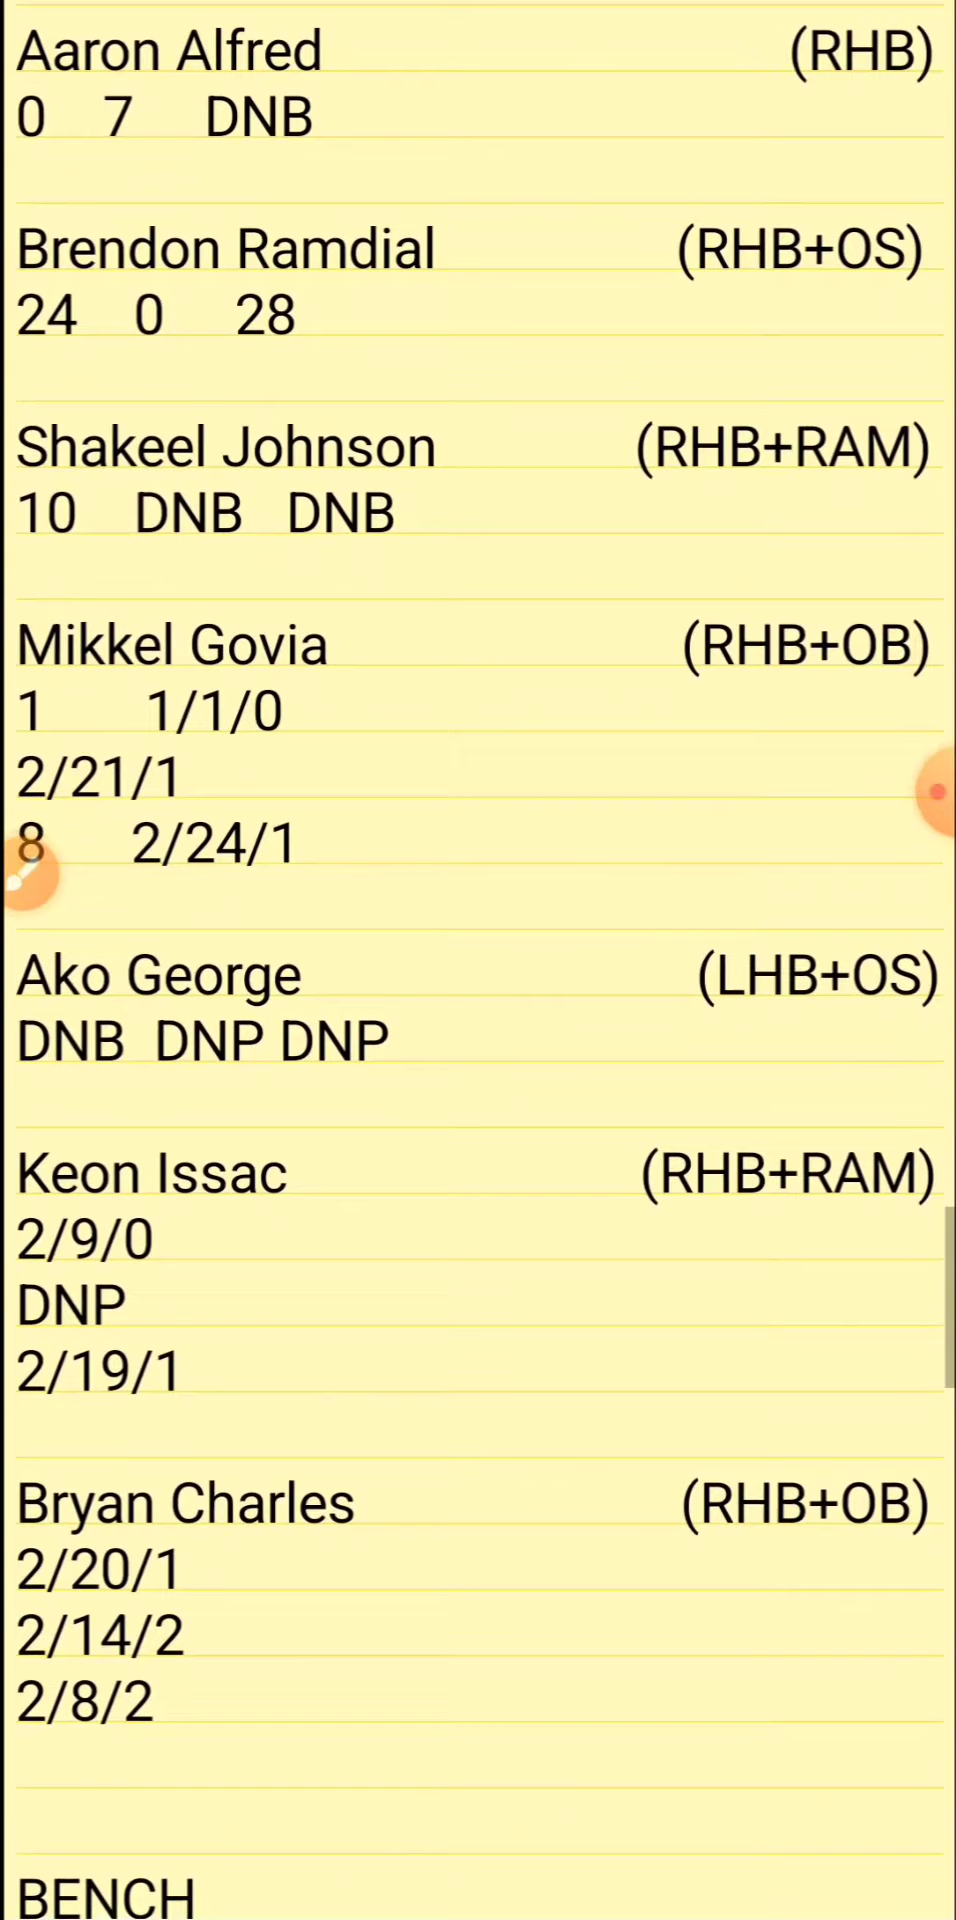 Aaron Alfred (RHB)
0 7 DNB
Brendon Ramdial (RHB+OS)
24 0 28
Shakeel Johnson (RHB+RAM)
10 DNB DNB
Mikkel Govia (RHB+OB)
1 1/1/0
2/21/1
8 2/24/1
Ako George (LHB+OS)
DNB DNP DNP
Keon Issac (RHB+RAM)
2/9/0
DNP
2/19/1
Bryan Charles (RHB+OB)
2/20/1
2/14/2
2/8/2
BENCH